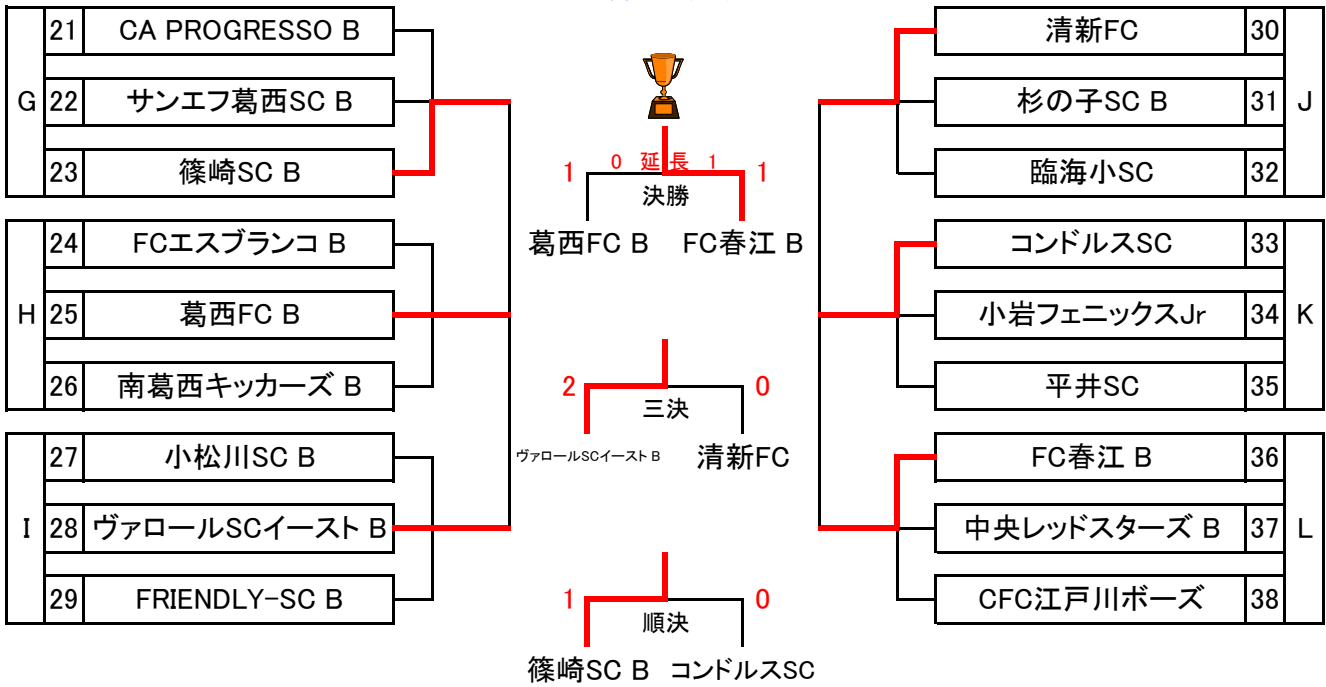 G
21 CA PROGRESSO B
22 サンエフ葛西SC B
23 篠崎SC B
H
24 FCエスブランコ B
25 葛西FC B
26 南葛西キッカーズ B
I
27 小松川SC B
28 ヴァロールSCイースト B
29 FRIENDLY-SC B
1 0 延長 1 1
決勝
葛西FC B FC春江 B
2 0
三決
ヴァロールSCイースト B 清新FC
1 0
順決
篠崎SC B コンドルスSC
清新FC 30
杉の子SC B 31
臨海小SC 32
J
コンドルスSC 33
小岩フェニックスJr 34
平井SC 35
K
FC春江 B 36
中央レッドスターズ B 37
CFC江戸川ボーズ 38
L